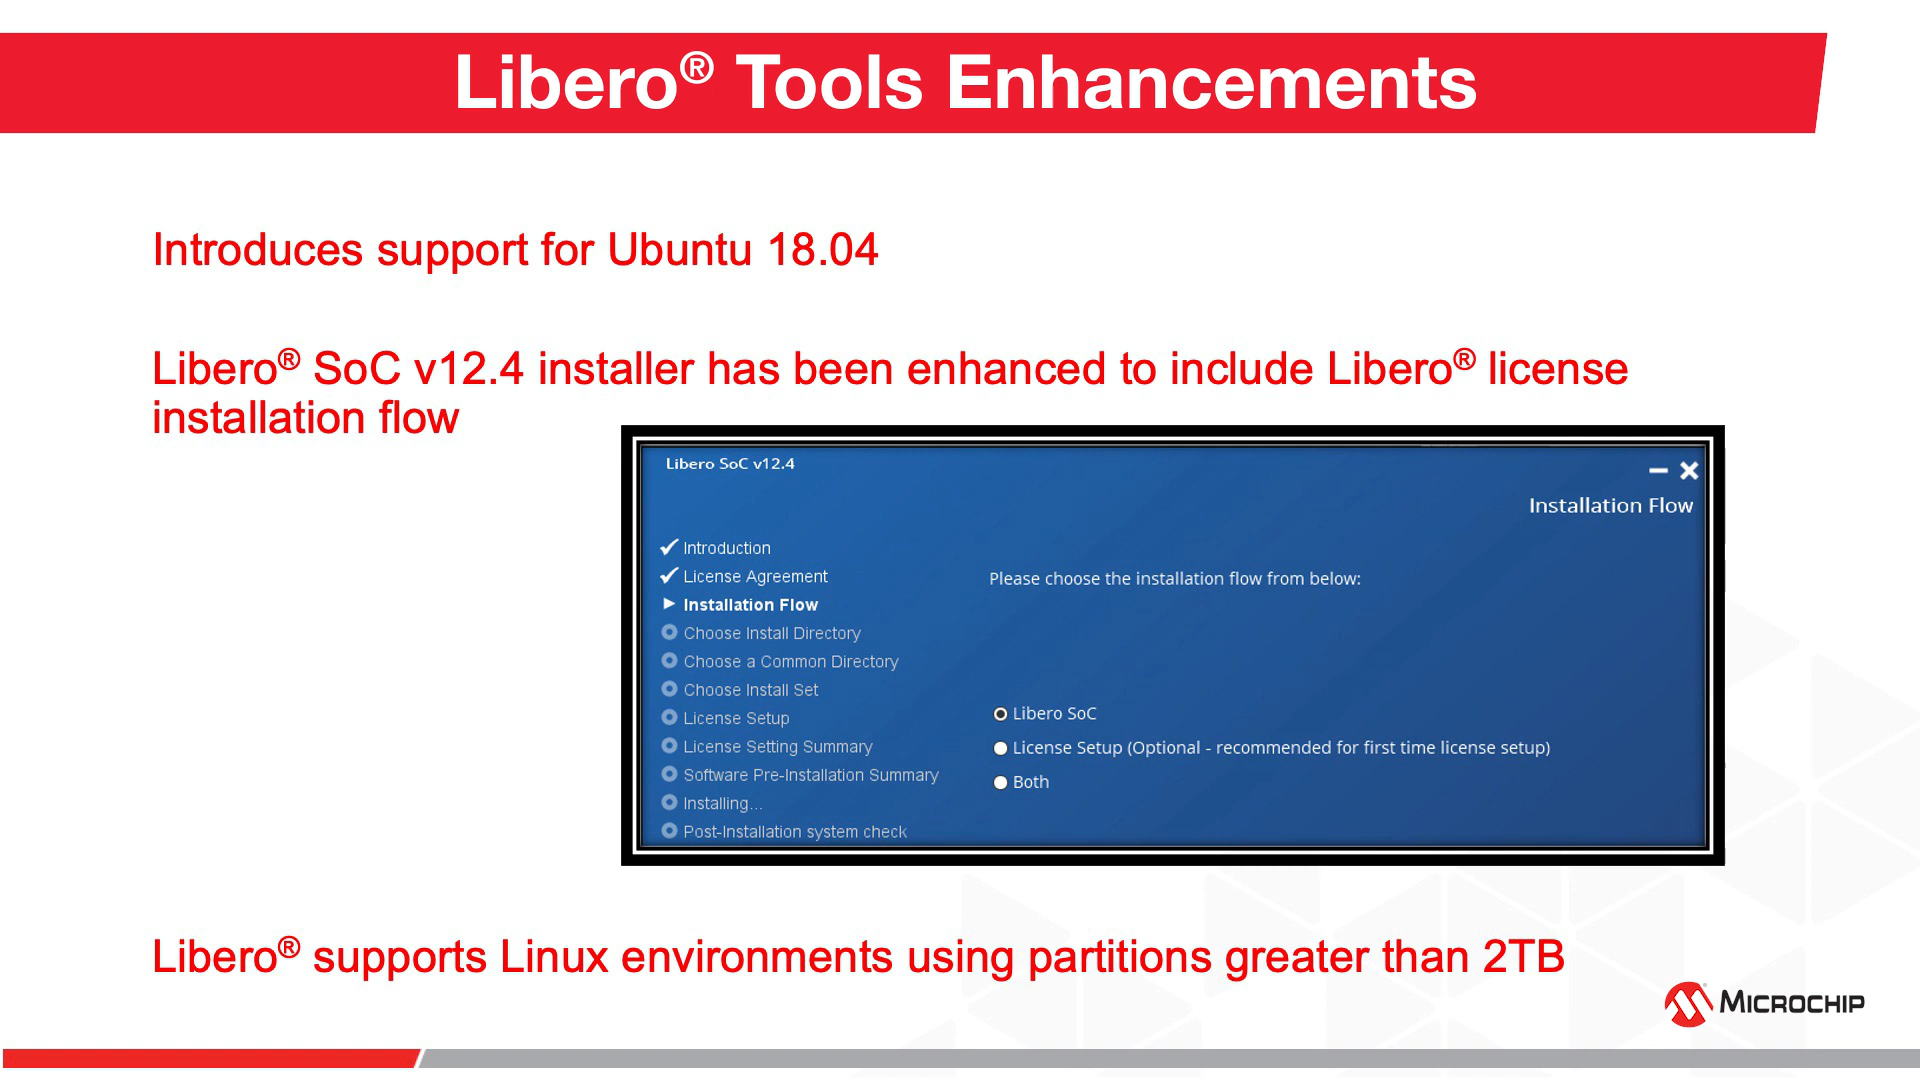 Libero® Tools Enhancements
Introduces support for Ubuntu 18.04
Libero® SoC v12.4 installer has been enhanced to include Libero® license
installation flow
Libero SoC v12.4
Installation Flow
Introduction
License Agreement
Installation Flow
Choose Install Directory
Choose a Common Directory
Choose Install Set
License Setup
License Setting Summary
Software Pre-Installation Summary
Installing...
Post-Installation system check
Please choose the installation flow from below:
Libero SoC
License Setup (Optional - recommended for first time license setup)
Both
Libero® supports Linux environments using partitions greater than 2TB
MICROCHIP